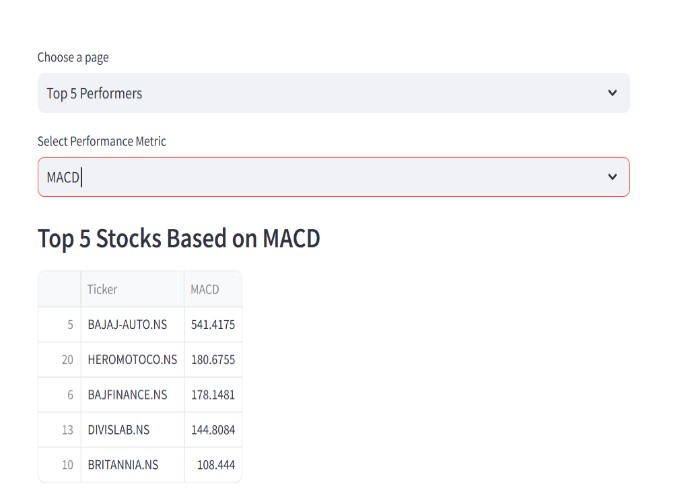 Choose a page
Top 5 Performers
Select Performance Metric
MACD
Top 5 Stocks Based on MACD
Ticker MACD
5 BAJAJ-AUTO.NS 541.4175
20 HEROMOTOCO.NS 180.6755
6 BAJFINANCE.NS 178.1481
13 DIVISLAB.NS 144.8084
10 BRITANNIA.NS 108.444